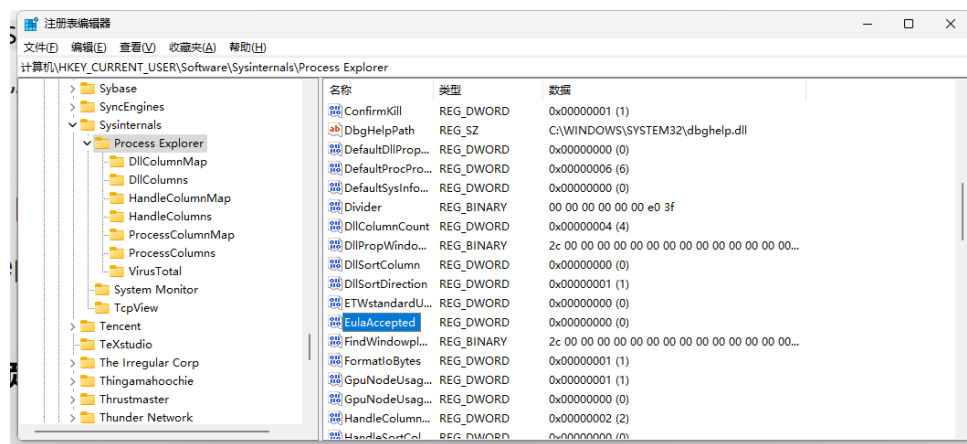 注册表编辑器
文件(F) 编辑(E) 查看(V) 收藏夹(A) 帮助(H)
计算机\HKEY_CURRENT_USER\Software\Sysinternals\Process Explorer
Sybase
SyncEngines
Sysinternals
Process Explorer
DllColumnMap
DllColumns
HandleColumnMap
HandleColumns
ProcessColumnMap
ProcessColumns
VirusTotal
System Monitor
TcpView
Tencent
TeXstudio
The Irregular Corp
Thingamahoochie
Thrustmaster
Thunder Network
名称 类型 数据
ConfirmKill REG_DWORD 0x00000001 (1)
DbgHelpPath REG_SZ C:\WINDOWS\SYSTEM32\dbghelp.dll
DefaultDllProp... REG_DWORD 0x00000000 (0)
DefaultProcPro... REG_DWORD 0x00000006 (6)
DefaultSysInfo... REG_DWORD 0x00000000 (0)
Divider REG_BINARY 00 00 00 00 00 00 e0 3f
DllColumnCount REG_DWORD 0x00000004 (4)
DllPropWindo... REG_BINARY 2c 00 00 00 00 00 00 00 00 00 00 00 00 00 00...
DllSortColumn REG_DWORD 0x00000000 (0)
DllSortDirection REG_DWORD 0x00000001 (1)
ETWstandardU... REG_DWORD 0x00000000 (0)
EulaAccepted REG_DWORD 0x00000000 (0)
FindWindowpl... REG_BINARY 2c 00 00 00 00 00 00 00 00 00 00 00 00 00 00...
FormatIoBytes REG_DWORD 0x00000001 (1)
GpuNodeUsag... REG_DWORD 0x00000001 (1)
GpuNodeUsag... REG_DWORD 0x00000000 (0)
HandleColumn... REG_DWORD 0x00000002 (2)
HandleSortCol... REG_DWORD 0x00000000 (0)